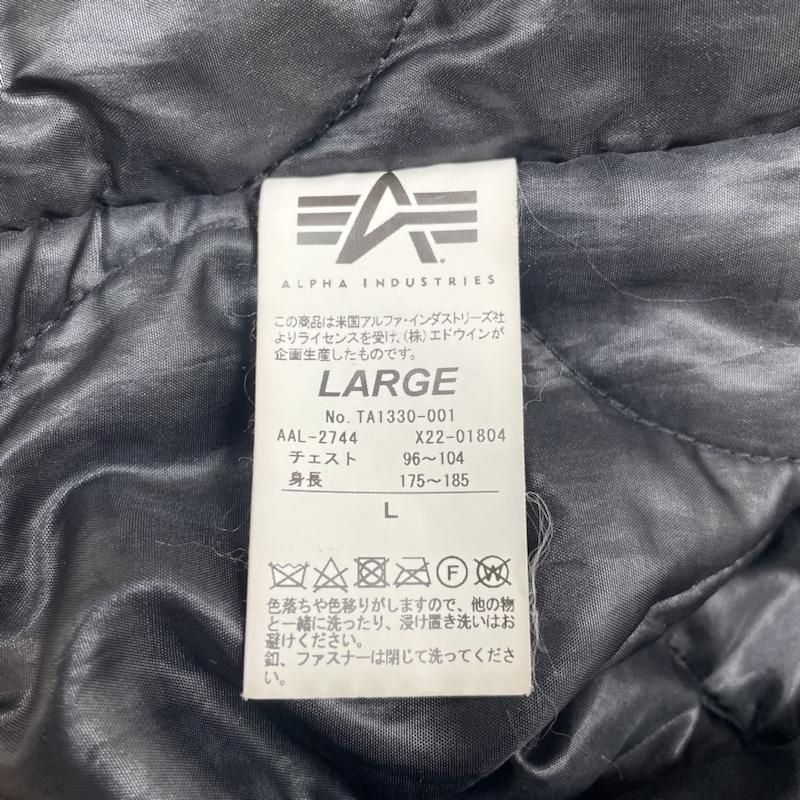 ALPHA INDUSTRIES
この商品は米国アルファ・インダストリーズ社
よりライセンスを受け、(株)エドウインが
企画生産したものです。
LARGE
No. TA1330-001
AAL-2744 X22-01804
チェスト 96～104
身長 175～185
L
F W
色落ちや色移りがしますので、他の物
と一緒に洗ったり、浸け置き洗いはお
避けください。
釦、ファスナーは閉じて洗ってくださ
い。